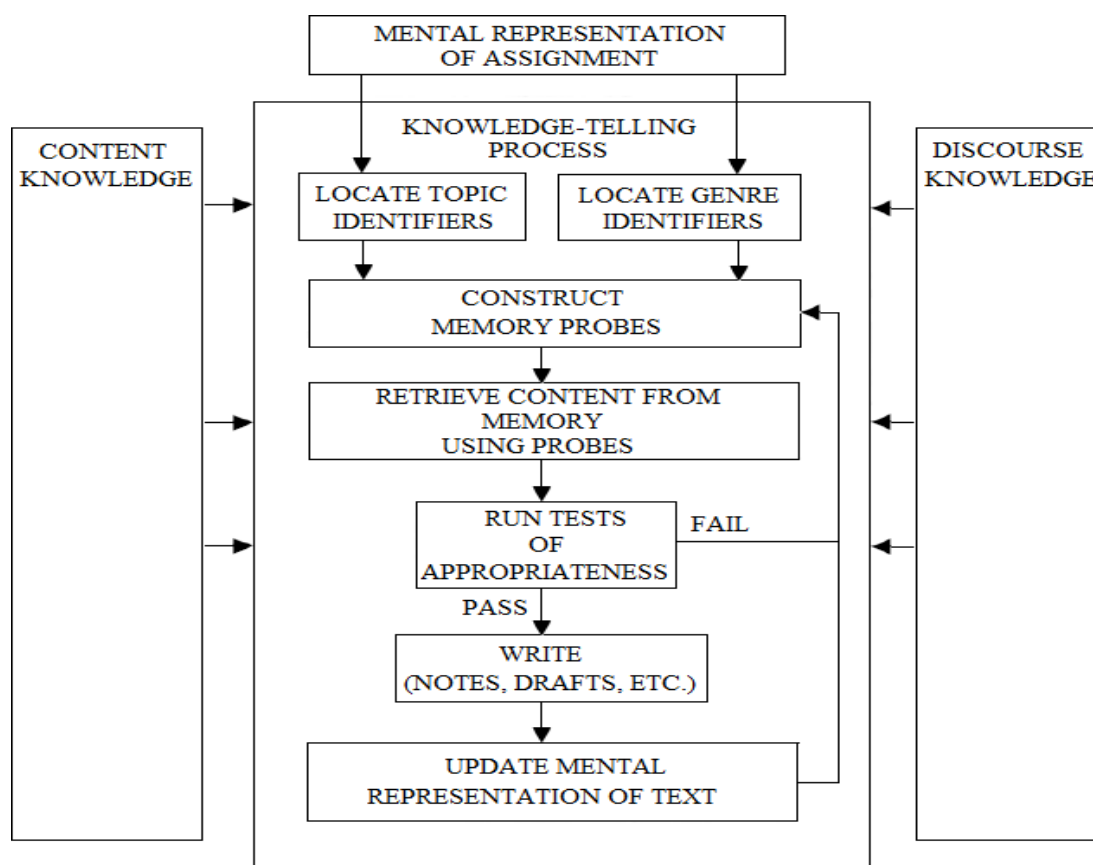 MENTAL REPRESENTATION
OF ASSIGNMENT
KNOWLEDGE-TELLING
PROCESS
CONTENT
KNOWLEDGE
DISCOURSE
KNOWLEDGE
LOCATE TOPIC
IDENTIFIERS
LOCATE GENRE
IDENTIFIERS
CONSTRUCT
MEMORY PROBES
RETRIEVE CONTENT FROM
MEMORY
USING PROBES
RUN TESTS
OF
APPROPRIATENESS
FAIL
PASS
WRITE
(NOTES, DRAFTS, ETC.)
UPDATE MENTAL
REPRESENTATION OF TEXT